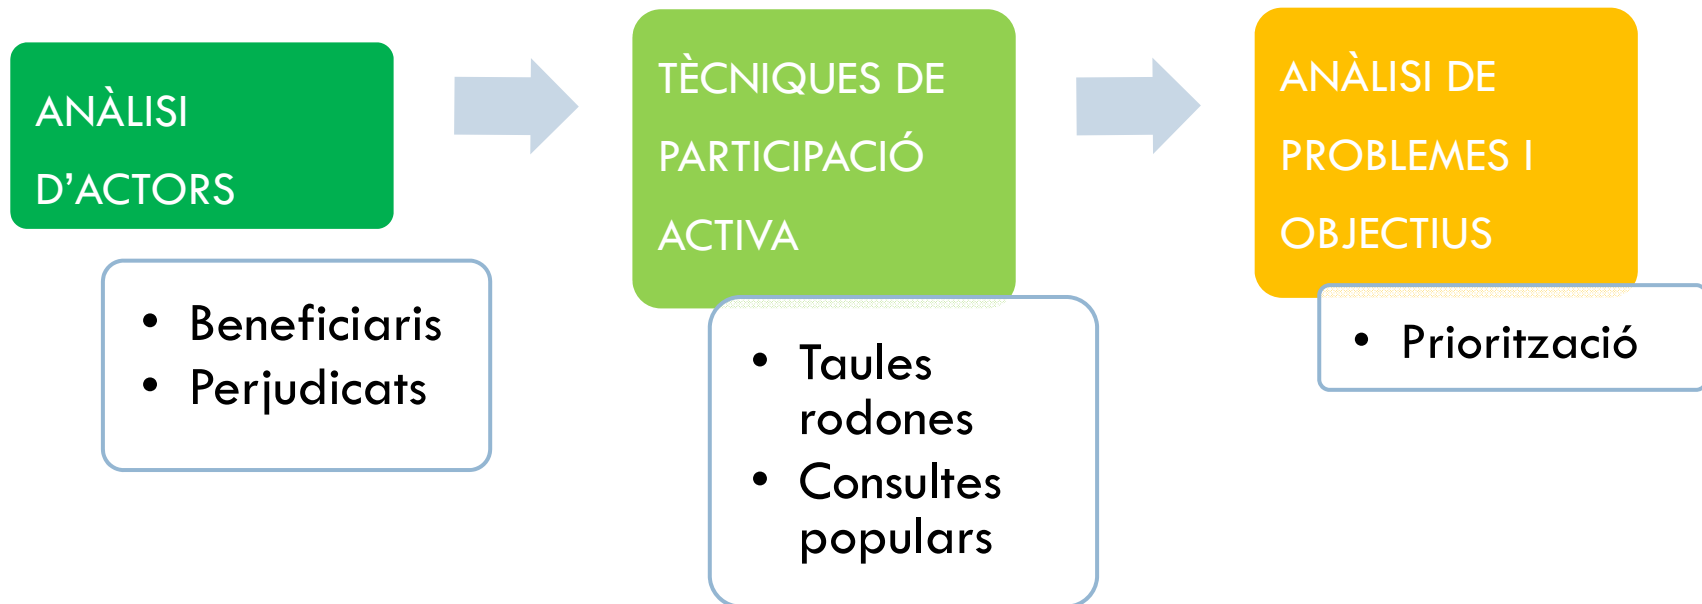 ANÀLISI
D’ACTORS
• Beneficiaris
• Perjudicats
TÈCNIQUES DE
PARTICIPACIÓ
ACTIVA
• Taules
rodones
• Consultes
populars
ANÀLISI DE
PROBLEMES I
OBJECTIUS
• Priorització